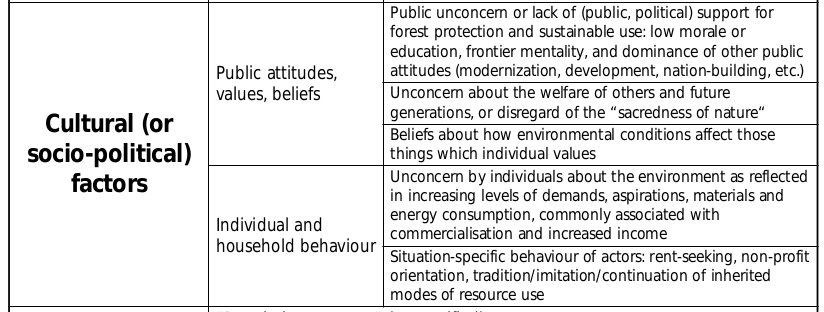 Cultural (or
socio-political)
factors
Public attitudes,
values, beliefs
Public unconcern or lack of (public, political) support for
forest protection and sustainable use: low morale or
education, frontier mentality, and dominance of other public
attitudes (modernization, development, nation-building, etc.)
Unconcern about the welfare of others and future
generations, or disregard of the “sacredness of nature“
Beliefs about how environmental conditions affect those
things which individual values
Individual and
household behaviour
Unconcern by individuals about the environment as reflected
in increasing levels of demands, aspirations, materials and
energy consumption, commonly associated with
commercialisation and increased income
Situation-specific behaviour of actors: rent-seeking, non-profit
orientation, tradition/imitation/continuation of inherited
modes of resource use